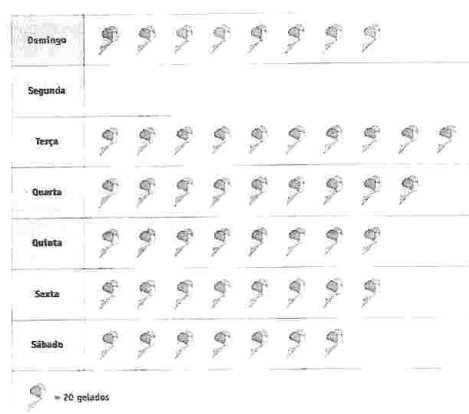 Domingo
Segunda
Terça
Quarta
Quinta
Sexta
Sábado
= 20 gelados